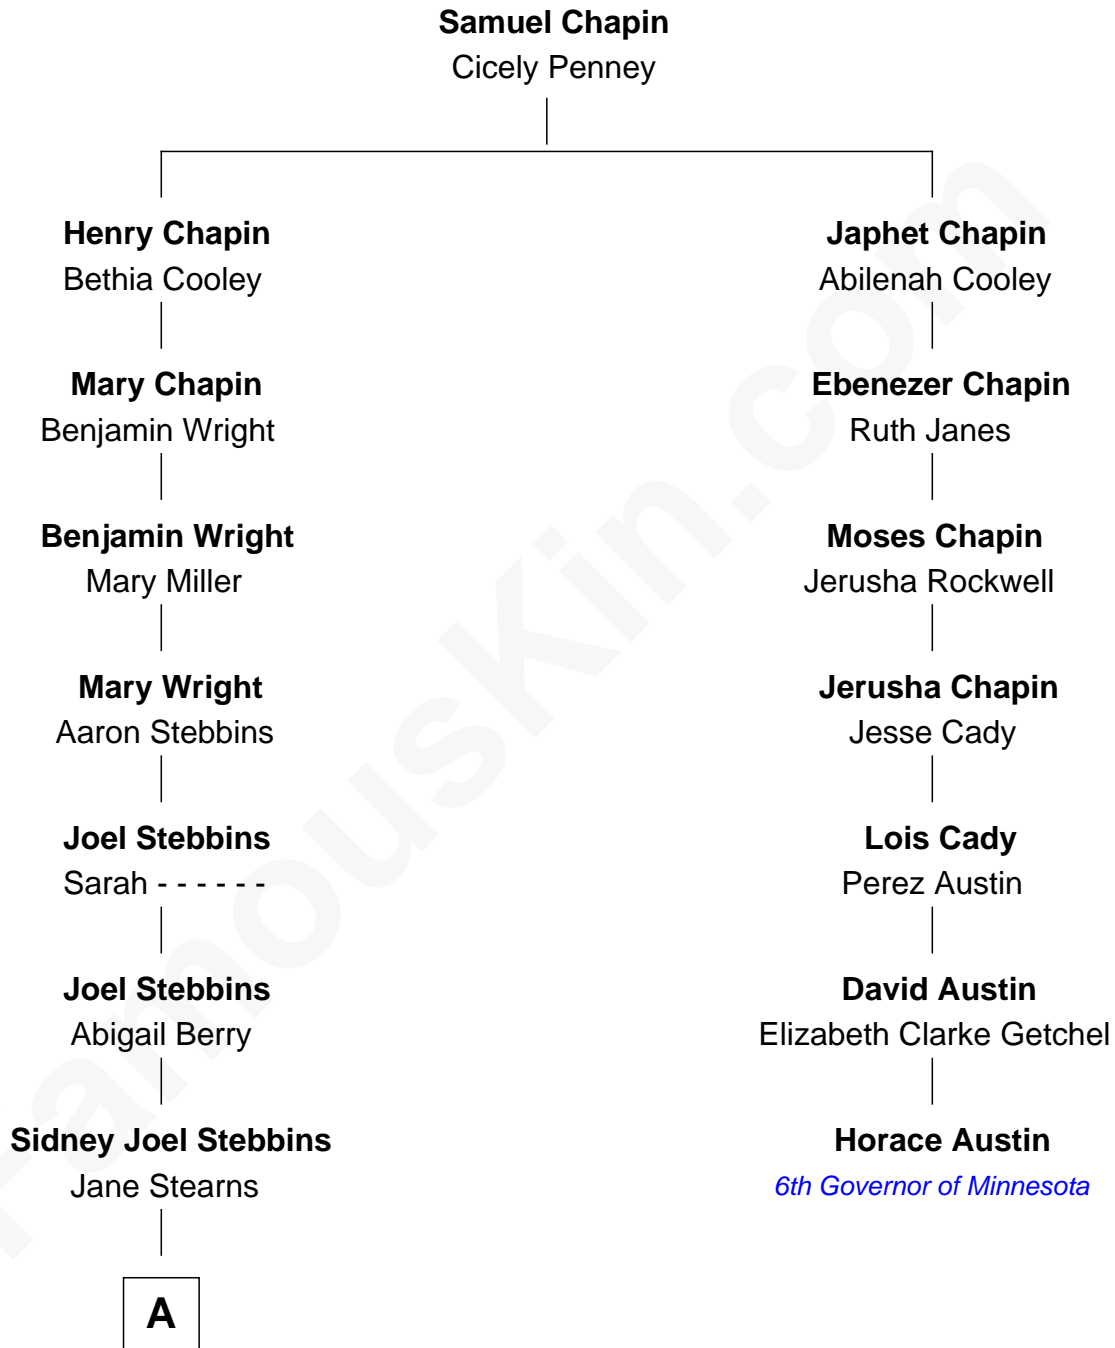 Samuel Chapin
Cicely Penney
Henry Chapin
Bethia Cooley
Japhet Chapin
Abilenah Cooley
Mary Chapin
Benjamin Wright
Ebenezer Chapin
Ruth Janes
Benjamin Wright
Mary Miller
Moses Chapin
Jerusha Rockwell
Mary Wright
Aaron Stebbins
Jerusha Chapin
Jesse Cady
Joel Stebbins
Sarah - - - - - -
Lois Cady
Perez Austin
Joel Stebbins
Abigail Berry
David Austin
Elizabeth Clarke Getchel
Sidney Joel Stebbins
Jane Stearns
Horace Austin
6th Governor of Minnesota
A
FamousKin.com